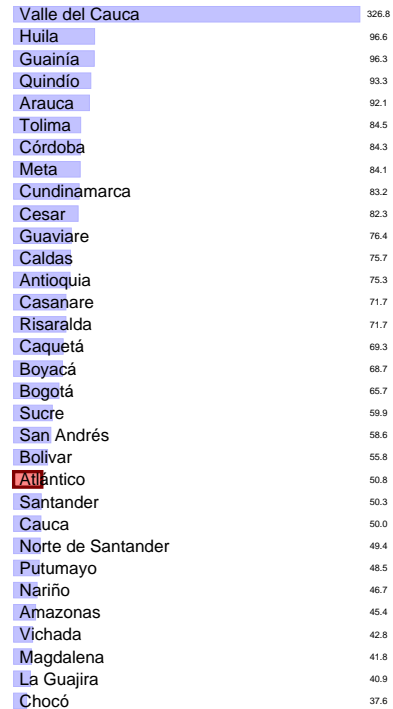 Valle del Cauca 326.8
Huila 96.6
Guainía 96.3
Quindío 93.3
Arauca 92.1
Tolima 84.5
Córdoba 84.3
Meta 84.1
Cundinamarca 83.2
Cesar 82.3
Guaviare 76.4
Caldas 75.7
Antioquia 75.3
Casanare 71.7
Risaralda 71.7
Caquetá 69.3
Boyacá 68.7
Bogotá 65.7
Sucre 59.9
San Andrés 58.6
Bolivar 55.8
Atlántico 50.8
Santander 50.3
Cauca 50.0
Norte de Santander 49.4
Putumayo 48.5
Nariño 46.7
Amazonas 45.4
Vichada 42.8
Magdalena 41.8
La Guajira 40.9
Chocó 37.6